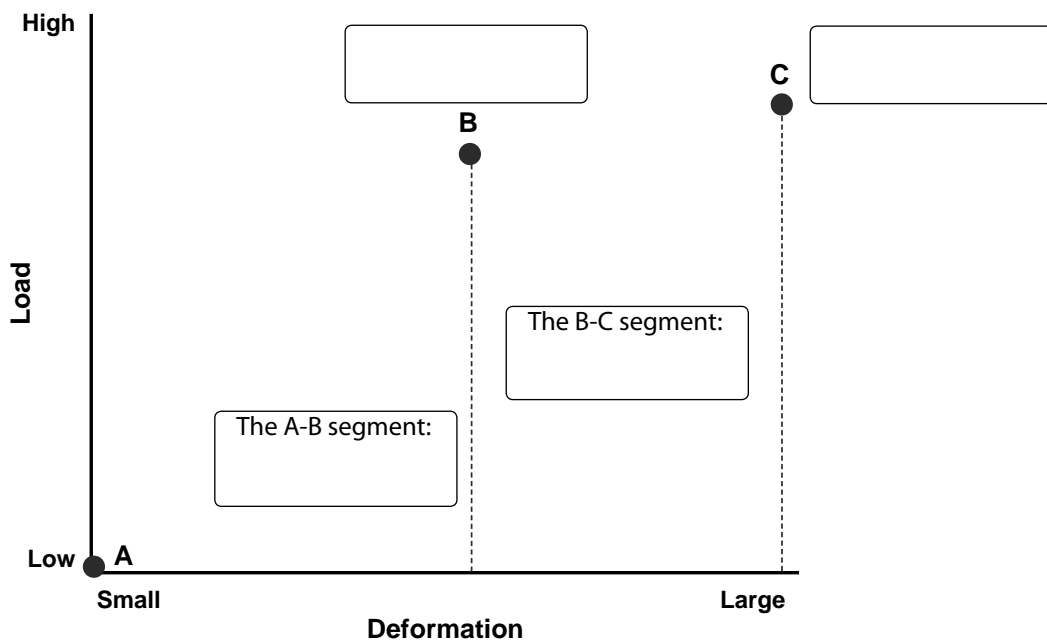 High
C
B
Load
The B-C segment:
The A-B segment:
Low
A
Small
Large
Deformation